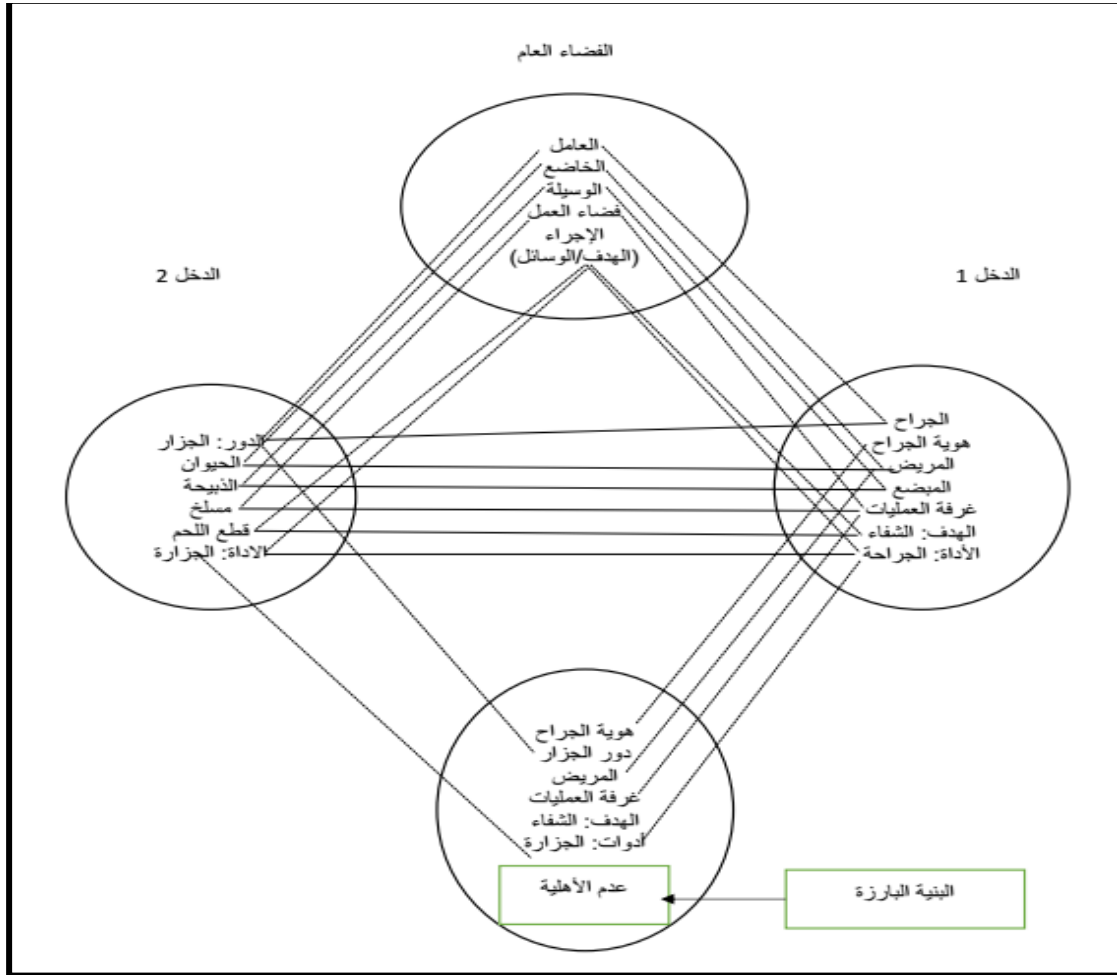 الفضاء العام
العامل
الخاضع
الوسيلة
فضاء العمل
الإجراء
(الهدف/الوسائل)
الدخل 1
الدخل 2
الجراح
هوية الجراح
المريض
المبضع
غرفة العمليات
الهدف: الشفاء
الأداة: الجراحة
الدور: الجزار
الحيوان
الذبيحة
مسلخ
قطع اللحم
الاداة: الجزارة
هوية الجراح
دور الجزار
المريض
غرفة العمليات
الهدف: الشفاء
أدوات: الجزارة
عدم الأهلية
البنية البارزة